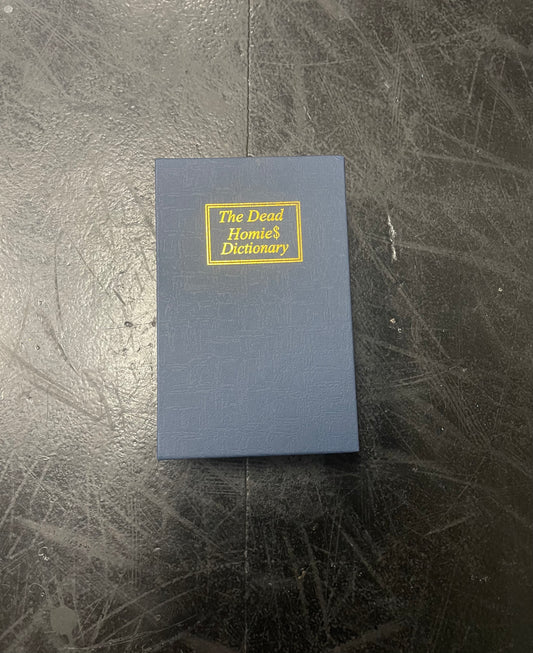 The Dead
Homie$
Dictionary